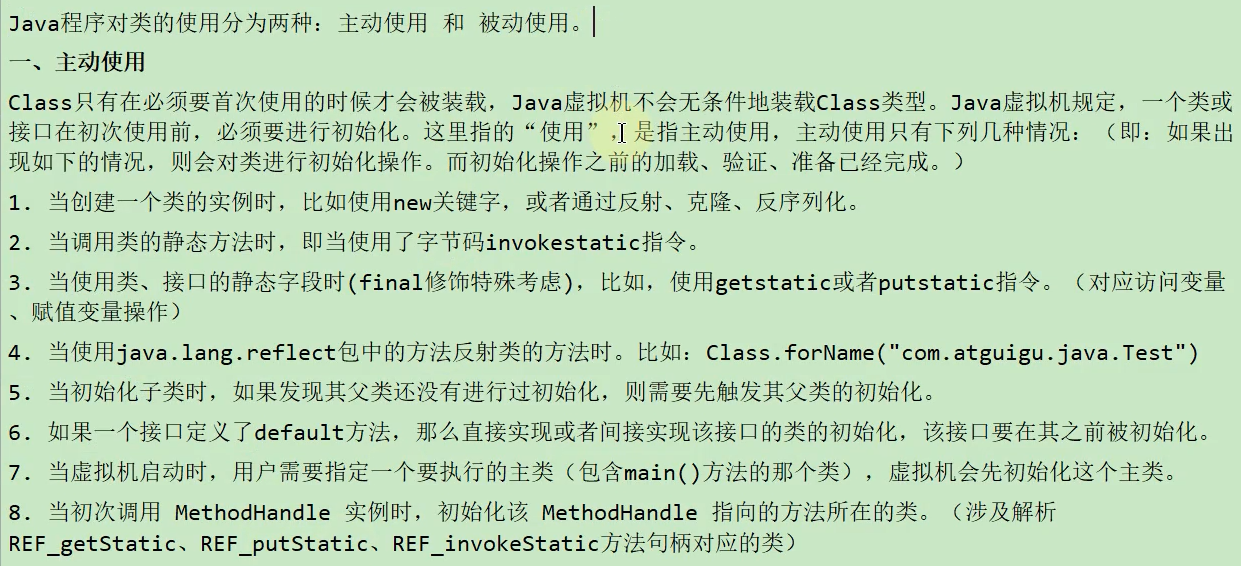 Java程序对类的使用分为两种：主动使用 和 被动使用。
一、主动使用
Class只有在必须要首次使用的时候才会被装载，Java虚拟机不会无条件地装载Class类型。Java虚拟机规定，一个类或
接口在初次使用前，必须要进行初始化。这里指的“使用”，是指主动使用，主动使用只有下列几种情况：（即：如果出
现如下的情况，则会对类进行初始化操作。而初始化操作之前的加载、验证、准备已经完成。）
1. 当创建一个类的实例时，比如使用new关键字，或者通过反射、克隆、反序列化。
2. 当调用类的静态方法时，即当使用了字节码invokestatic指令。
3. 当使用类、接口的静态字段时(final修饰特殊考虑)，比如，使用getstatic或者putstatic指令。（对应访问变量
、赋值变量操作）
4. 当使用java.lang.reflect包中的方法反射类的方法时。比如：Class.forName("com.atguigu.java.Test")
5. 当初始化子类时，如果发现其父类还没有进行过初始化，则需要先触发其父类的初始化。
6. 如果一个接口定义了default方法，那么直接实现或者间接实现该接口的类的初始化，该接口要在其之前被初始化。
7. 当虚拟机启动时，用户需要指定一个要执行的主类（包含main()方法的那个类），虚拟机会先初始化这个主类。
8. 当初次调用 MethodHandle 实例时，初始化该 MethodHandle 指向的方法所在的类。（涉及解析
REF_getStatic、REF_putStatic、REF_invokeStatic方法句柄对应的类）